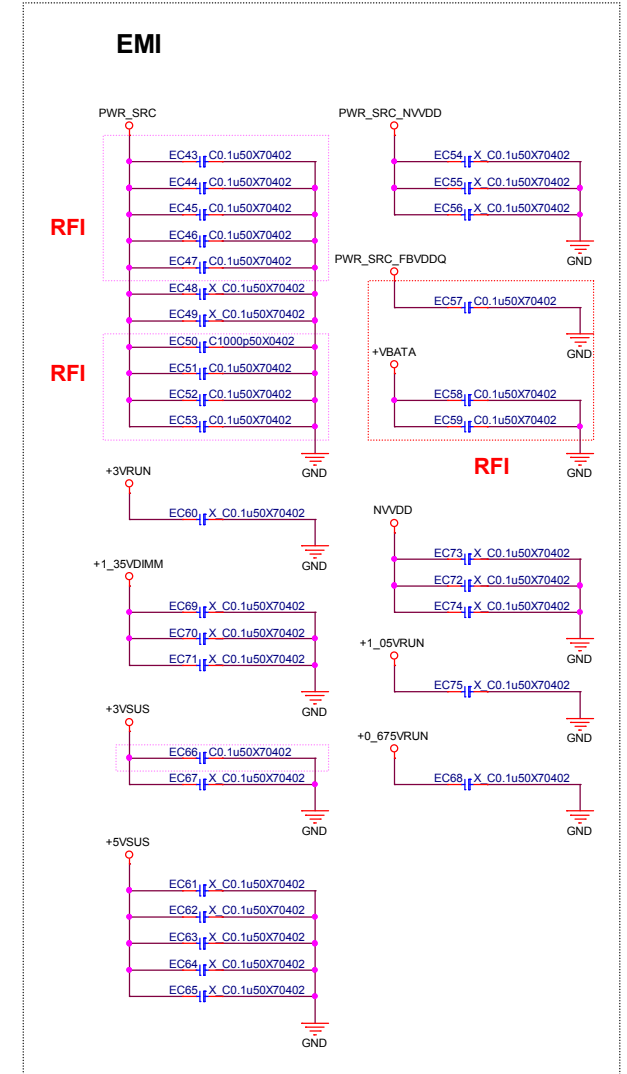 EMI
PWR_SRC
EC43 C0.1u50X70402
EC44 C0.1u50X70402
RFI
EC45 C0.1u50X70402
EC46 C0.1u50X70402
EC47 C0.1u50X70402
EC48 X_C0.1u50X70402
EC49 X_C0.1u50X70402
EC50 C1000p50X0402
RFI
EC51 C0.1u50X70402
EC52 C0.1u50X70402
EC53 C0.1u50X70402
GND
+3VRUN
EC60 X_C0.1u50X70402
GND
+1_35VDIMM
EC69 X_C0.1u50X70402
EC70 X_C0.1u50X70402
EC71 X_C0.1u50X70402
GND
+3VSUS
EC66 C0.1u50X70402
EC67 X_C0.1u50X70402
GND
+5VSUS
EC61 X_C0.1u50X70402
EC62 X_C0.1u50X70402
EC63 X_C0.1u50X70402
EC64 X_C0.1u50X70402
EC65 X_C0.1u50X70402
GND
PWR_SRC_NVVDD
EC54 X_C0.1u50X70402
EC55 X_C0.1u50X70402
EC56 X_C0.1u50X70402
GND
PWR_SRC_FBVDDQ
EC57 C0.1u50X70402
GND
+VBATA
EC58 C0.1u50X70402
EC59 C0.1u50X70402
RFI
GND
NVVDD
EC73 X_C0.1u50X70402
EC72 X_C0.1u50X70402
EC74 X_C0.1u50X70402
GND
+1_05VRUN
EC75 X_C0.1u50X70402
GND
+0_675VRUN
EC68 X_C0.1u50X70402
GND